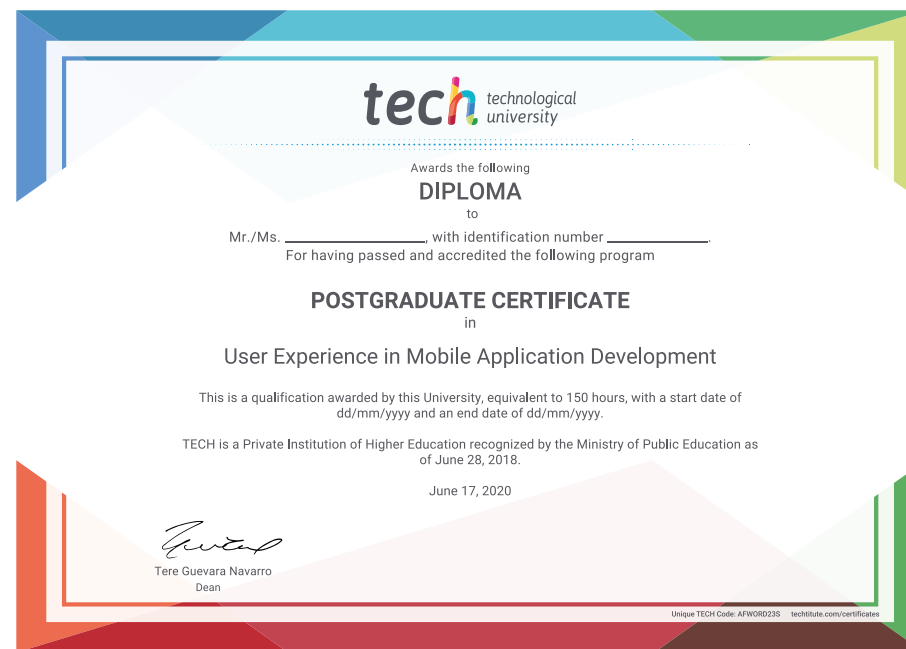 tech technological
university
Awards the following
DIPLOMA
to
Mr./Ms. ____________________, with identification number ______________.
For having passed and accredited the following program
POSTGRADUATE CERTIFICATE
in
User Experience in Mobile Application Development
This is a qualification awarded by this University, equivalent to 150 hours, with a start date of
dd/mm/yyyy and an end date of dd/mm/yyyy.
TECH is a Private Institution of Higher Education recognized by the Ministry of Public Education as
of June 28, 2018.
June 17, 2020
Tere Guevara Navarro
Dean
Unique TECH Code: AFWORD23S techtitute.com/certificates